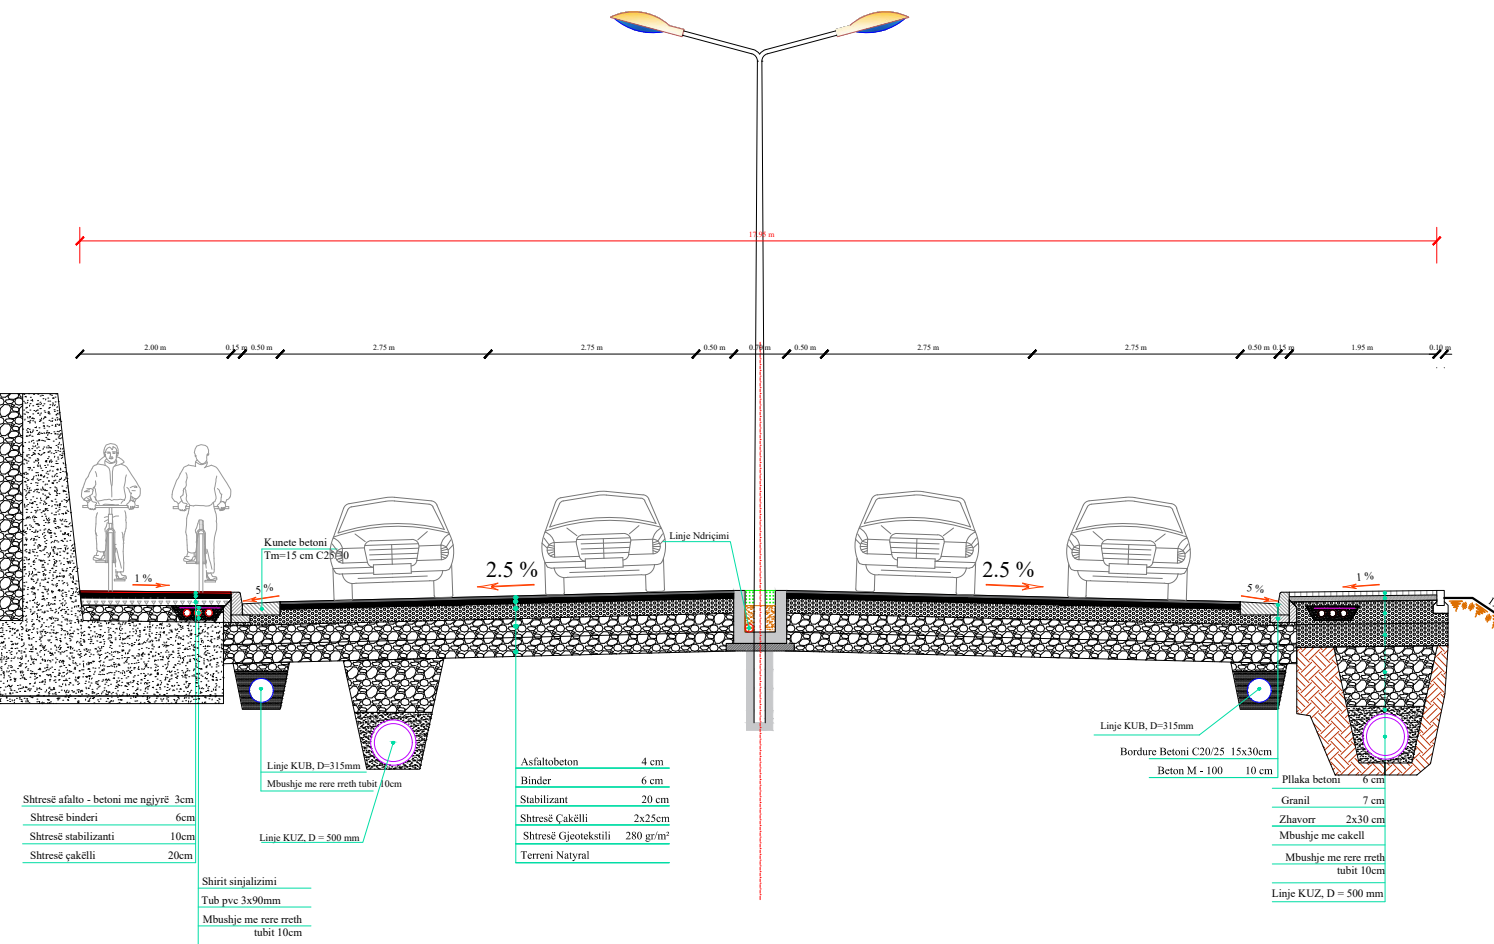 17.95 m
2.00 m 0.15 m 0.50 m 2.75 m 2.75 m 0.50 m 0.70 m 0.50 m 2.75 m 2.75 m 0.50 m 0.15 m 1.95 m 0.10 m
Kunete betoni
Tm=15 cm C25/30
Linje Ndriçimi
1 %
5 %
2.5 %
2.5 %
5 %
1 %
Linje KUB, D=315mm
Mbushje me rere rreth tubit 10cm
Linje KUZ, D = 500 mm
Shtresë afalto - betoni me ngjyrë 3cm
Shtresë binderi 6cm
Shtresë stabilizanti 10cm
Shtresë çakëlli 20cm
Shirit sinjalizimi
Tub pvc 3x90mm
Mbushje me rere rreth
tubit 10cm
Asfaltobeton 4 cm
Binder 6 cm
Stabilizant 20 cm
Shtresë Çakëlli 2x25cm
Shtresë Gjeotekstili 280 gr/m²
Terreni Natyral
Linje KUB, D=315mm
Bordure Betoni C20/25 15x30cm
Beton M - 100 10 cm
Pllaka betoni 6 cm
Granil 7 cm
Zhavorr 2x30 cm
Mbushje me cakell
Mbushje me rere rreth
tubit 10cm
Linje KUZ, D = 500 mm